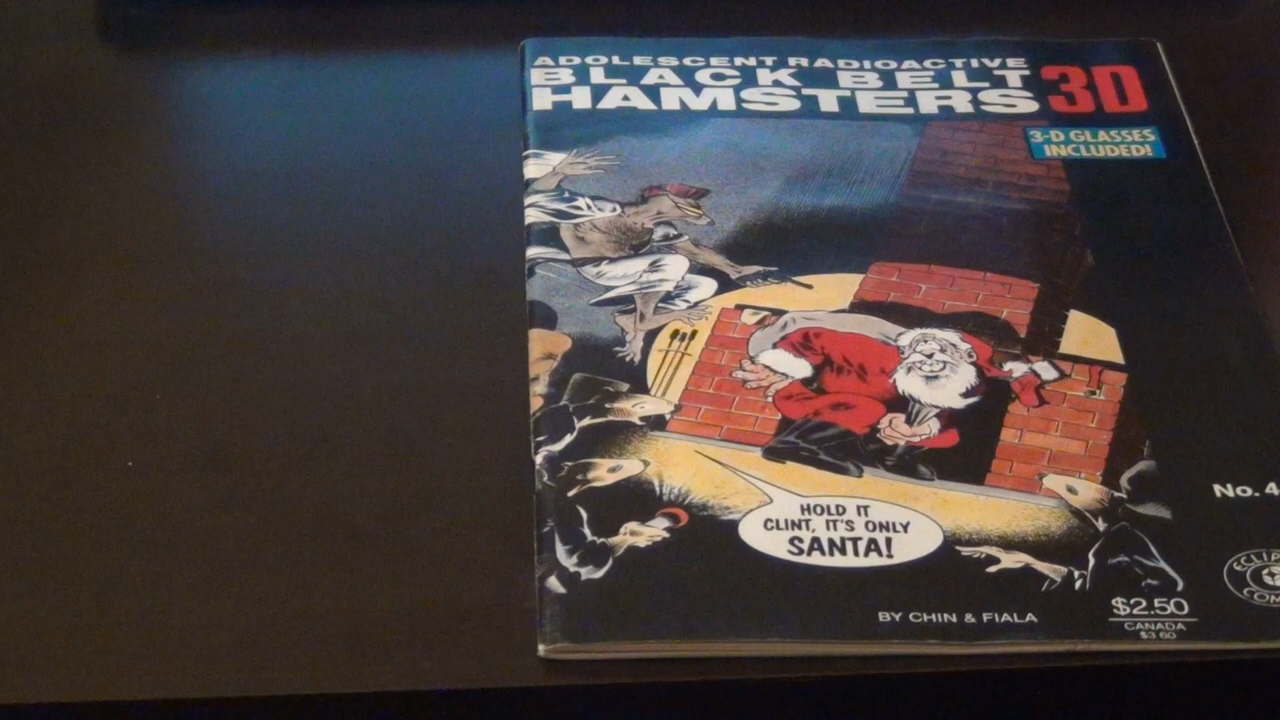 ADOLESCENT RADIOACTIVE
BLACK BELT
HAMSTERS 3D
3-D GLASSES
INCLUDED!
No. 4
HOLD IT
CLINT, IT'S ONLY
SANTA!
BY CHIN & FIALA
$2.50
CANADA
$3.60